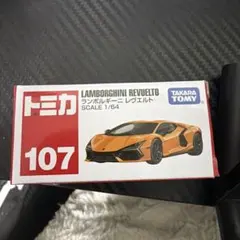 トミカ
107
LAMBORGHINI REVUELTO
ランボルギーニ レヴエルト
SCALE 1/64
TAKARA
TOMY